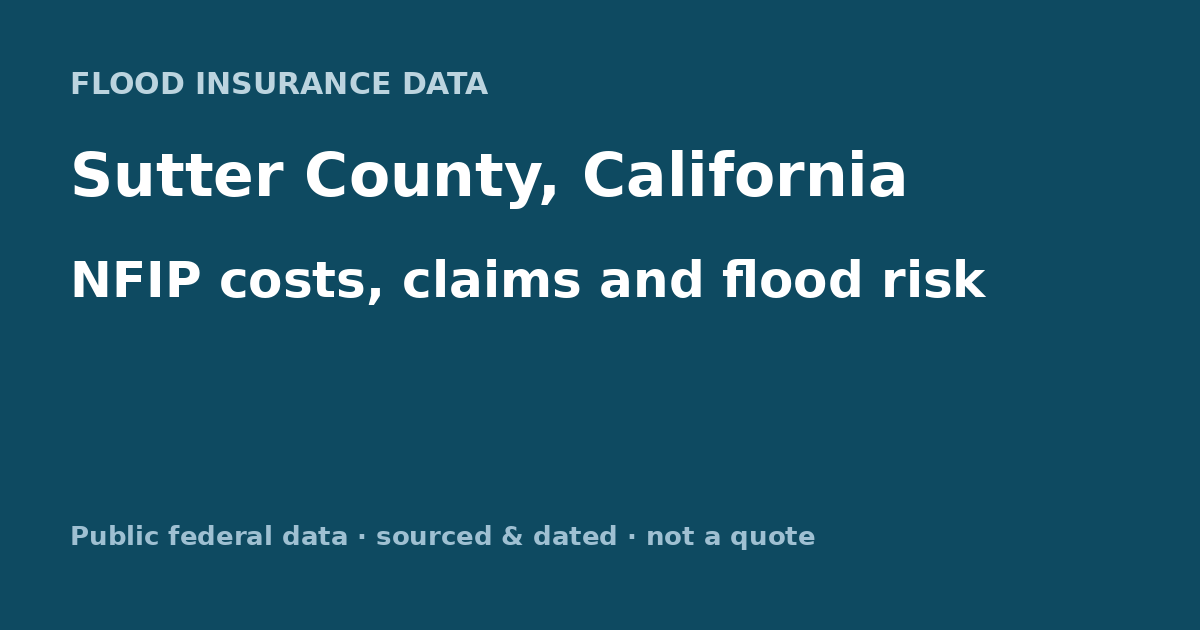 FLOOD INSURANCE DATA
Sutter County, California
NFIP costs, claims and flood risk
Public federal data · sourced & dated · not a quote